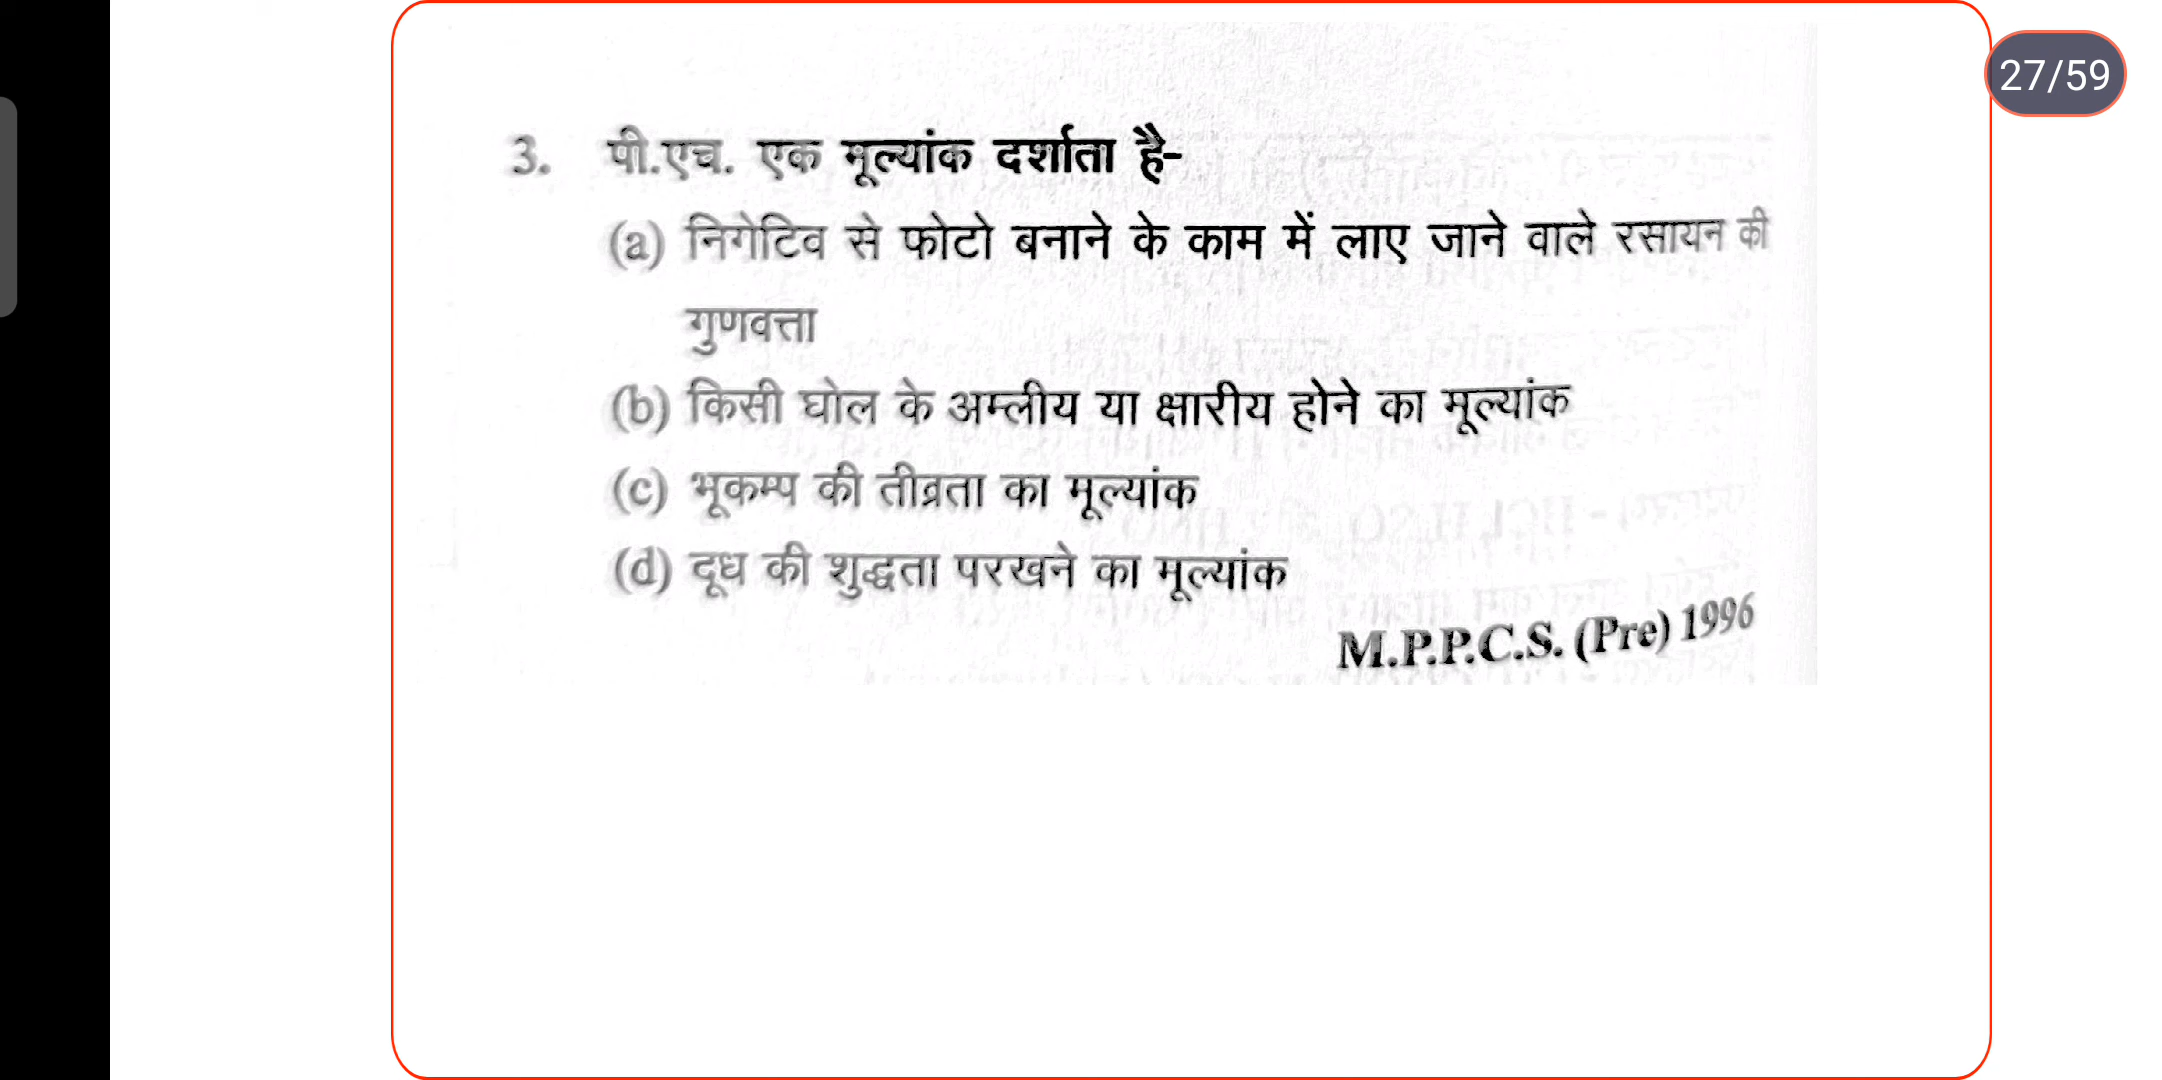 27/59
3. पी.एच. एक मूल्यांक दर्शाता है-
(a) निगेटिव से फोटो बनाने के काम में लाए जाने वाले रसायन की
गुणवत्ता
(b) किसी घोल के अम्लीय या क्षारीय होने का मूल्यांक
(c) भूकम्प की तीव्रता का मूल्यांक
(d) दूध की शुद्धता परखने का मूल्यांक
M.P.P.C.S. (Pre) 1996